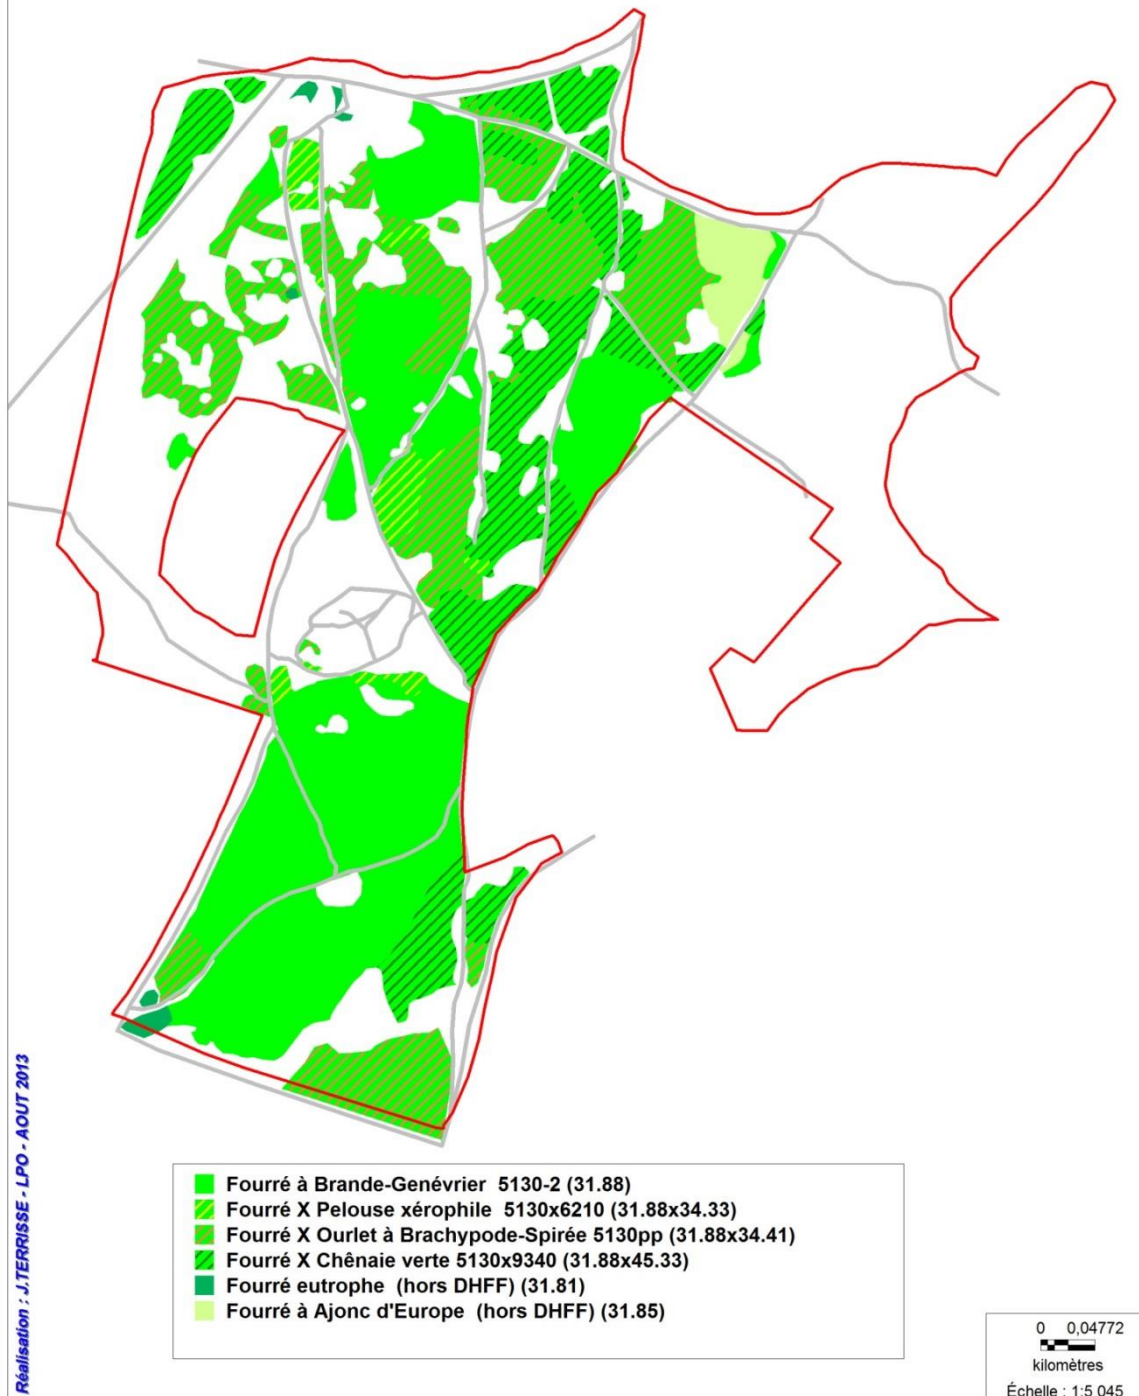 Réalisation : J.TERRISSE - LPO - AOUT 2013
Fourré à Brande-Genévrier 5130-2 (31.88)
Fourré X Pelouse xérophile 5130x6210 (31.88x34.33)
Fourré X Ourlet à Brachypode-Spirée 5130pp (31.88x34.41)
Fourré X Chênaie verte 5130x9340 (31.88x45.33)
Fourré eutrophe (hors DHFF) (31.81)
Fourré à Ajonc d'Europe (hors DHFF) (31.85)
0 0,04772
kilomètres
Échelle : 1:5 045